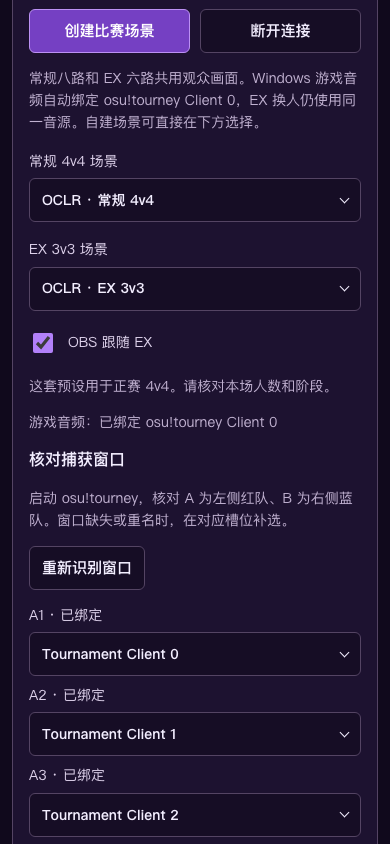 创建比赛场景
断开连接
常规八路和 EX 六路共用观众画面。Windows 游戏音
频自动绑定 osu!tourney Client 0，EX 换人仍使用同
一音源。自建场景可直接在下方选择。
常规 4v4 场景
OCLR · 常规 4v4
EX 3v3 场景
OCLR · EX 3v3
OBS 跟随 EX
这套预设用于正赛 4v4。请核对本场人数和阶段。
游戏音频：已绑定 osu!tourney Client 0
核对捕获窗口
启动 osu!tourney，核对 A 为左侧红队、B 为右侧蓝
队。窗口缺失或重名时，在对应槽位补选。
重新识别窗口
A1 · 已绑定
Tournament Client 0
A2 · 已绑定
Tournament Client 1
A3 · 已绑定
Tournament Client 2